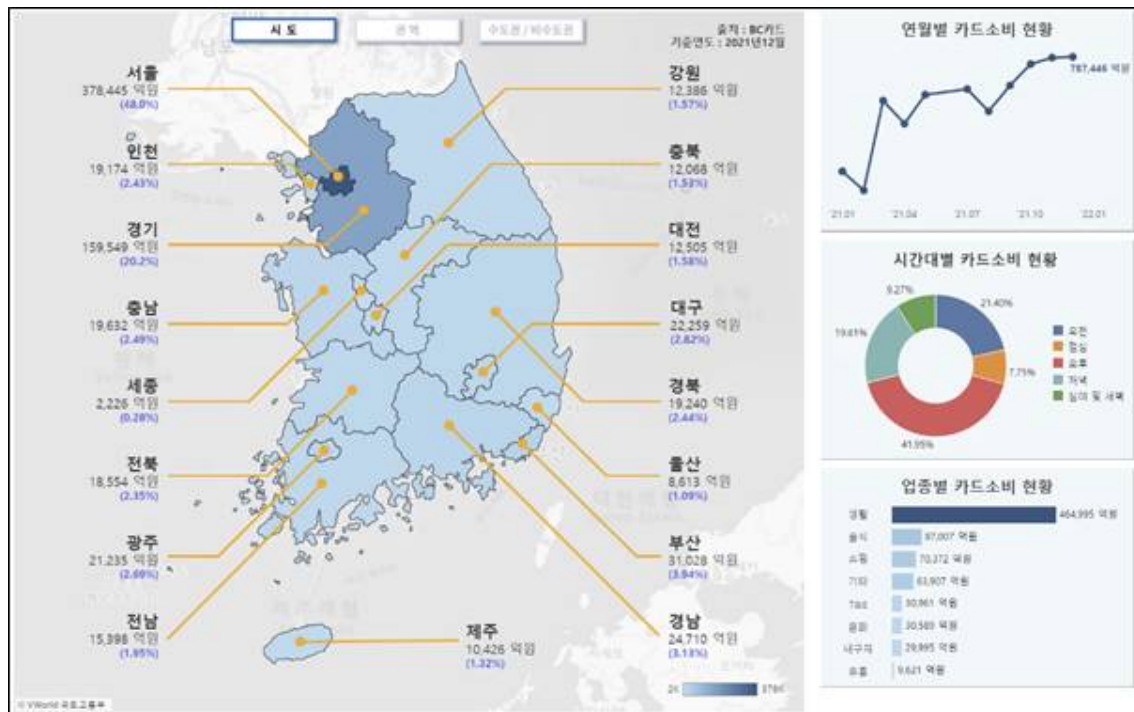 시도
권역
수도권 / 비수도권
출처 : BC카드
기준연도 : 2021년12월
서울
378,445 억원
(48.0%)
인천
19,174 억원
(2.43%)
경기
159,549 억원
(20.2%)
충남
19,632 억원
(2.49%)
세종
2,226 억원
(0.28%)
전북
18,554 억원
(2.35%)
광주
21,235 억원
(2.69%)
전남
15,398 억원
(1.95%)
제주
10,426 억원
(1.32%)
강원
12,386 억원
(1.57%)
충북
12,068 억원
(1.53%)
대전
12,505 억원
(1.58%)
대구
22,259 억원
(2.82%)
경북
19,240 억원
(2.44%)
울산
8,613 억원
(1.09%)
부산
31,028 억원
(3.94%)
경남
24,710 억원
(3.13%)
2K
378K
© VWorld 국토교통부
연월별 카드소비 현황
787,446 억원
'21.01
'21.04
'21.07
'21.10
'22.01
시간대별 카드소비 현황
9.27%
21.40%
19.61%
7.75%
41.95%
오전
점심
오후
저녁
심야 및 새벽
업종별 카드소비 현황
생활
464,995 억원
음식
87,007 억원
쇼핑
70,372 억원
기타
63,907 억원
30,961 억원
문화
30,589 억원
내구재
29,995 억원
유통
9,621 억원